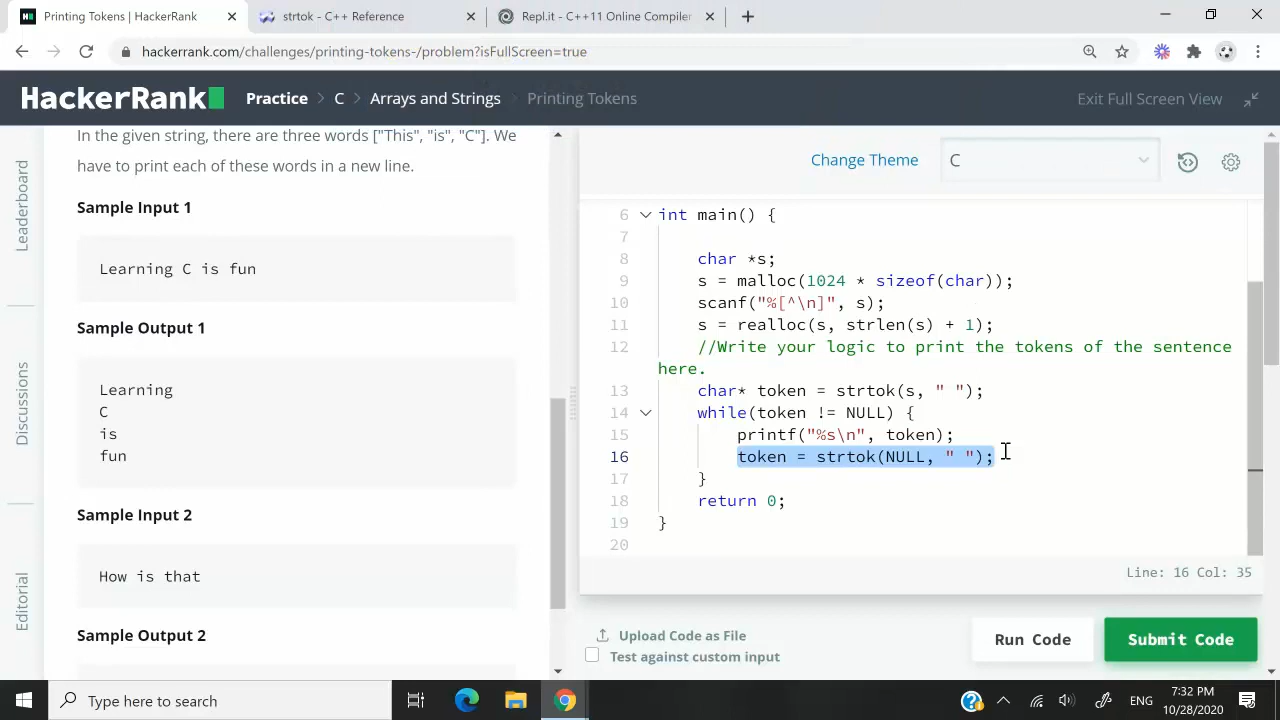 Printing Tokens | HackerRank
strtok - C++ Reference
Repl.it - C++11 Online Compiler
hackerrank.com/challenges/printing-tokens-/problem?isFullScreen=true
HackerRank
Practice > C > Arrays and Strings > Printing Tokens
Exit Full Screen View
Leaderboard
Discussions
Editorial
In the given string, there are three words ["This", "is", "C"]. We
have to print each of these words in a new line.
Sample Input 1
Learning C is fun
Sample Output 1
Learning
C
is
fun
Sample Input 2
How is that
Sample Output 2
Change Theme
C
6 int main() {
7
8 char *s;
9 s = malloc(1024 * sizeof(char));
10 scanf("%[^\n]", s);
11 s = realloc(s, strlen(s) + 1);
12 //Write your logic to print the tokens of the sentence
here.
13 char* token = strtok(s, " ");
14 while(token != NULL) {
15 printf("%s\n", token);
16 token = strtok(NULL, " ");
17 }
18 return 0;
19 }
20
Line: 16 Col: 35
Upload Code as File
Test against custom input
Run Code
Submit Code
Type here to search
ENG
7:32 PM
10/28/2020